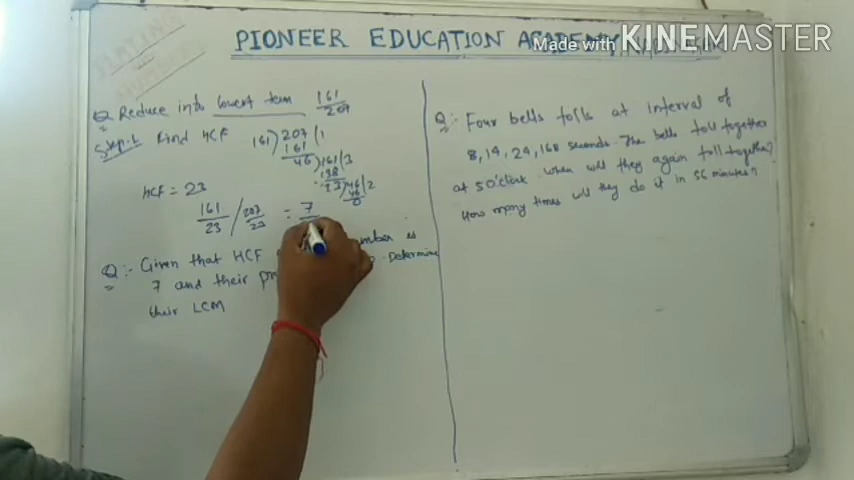 PIONEER EDUCATION ACADEMY
Made with KINEMASTER
Q Reduce into lowest term 161/207
Step-1 Find HCF 161) 207 (1
161
46) 161 (3
138
23) 46 (2
46
0
HCF = 23
161/23 / 207/23 = 7
Q:- Given that HCF is
7 and their Determine
their LCM
Q:- Four bells tolls at interval of
8, 14, 24, 168 seconds. The bells toll together
at 5 O'clock. when will they again toll together?
How many times will they do it in 56 minutes?